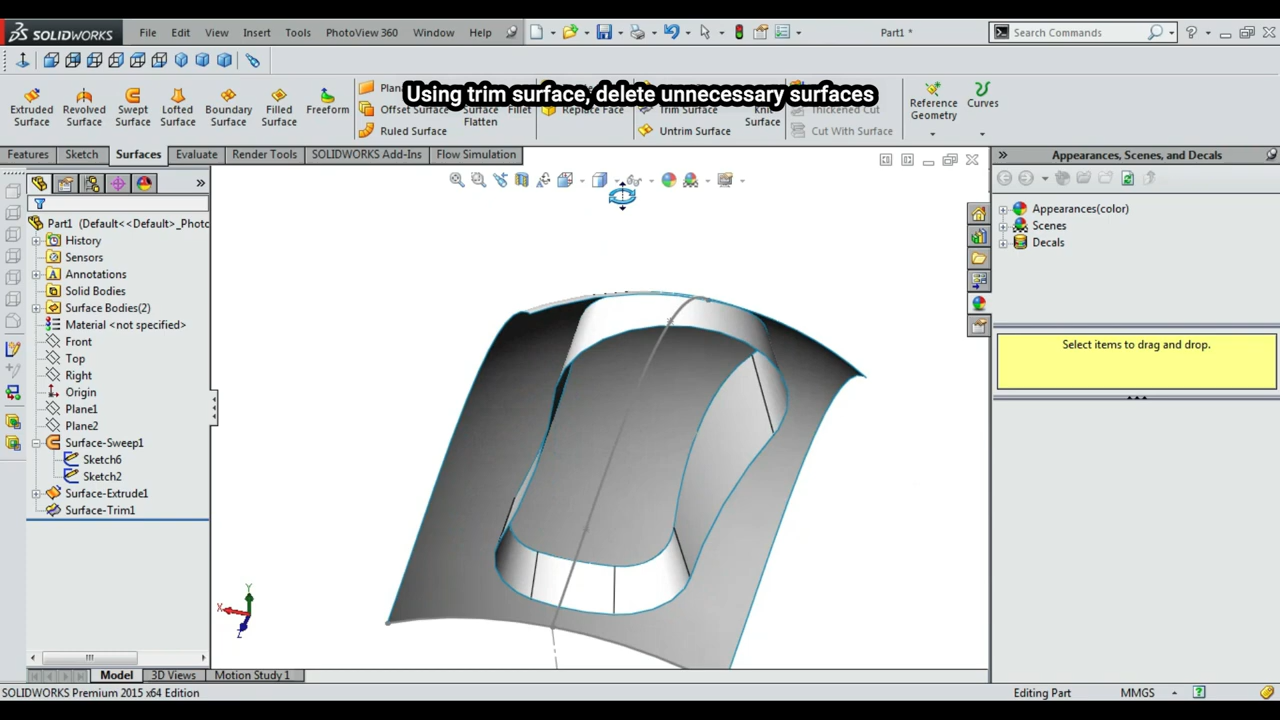 SOLIDWORKS File Edit View Insert Tools PhotoView 360 Window Help Part1 * Search Commands
Using trim surface, delete unnecessary surfaces
Extruded Surface
Revolved Surface
Swept Surface
Lofted Surface
Boundary Surface
Filled Surface
Freeform
Offset Surface
Ruled Surface
Surface Flatten
Fillet
Replace Face
Trim Surface
Untrim Surface
Surface
Thickened Cut
Cut With Surface
Reference Geometry
Curves
Features Sketch Surfaces Evaluate Render Tools SOLIDWORKS Add-Ins Flow Simulation
Appearances, Scenes, and Decals
Appearances(color)
Scenes
Decals
Select items to drag and drop.
Part1 (Default<<Default>_Photo
History
Sensors
Annotations
Solid Bodies
Surface Bodies(2)
Material <not specified>
Front
Top
Right
Origin
Plane1
Plane2
Surface-Sweep1
Sketch6
Sketch2
Surface-Extrude1
Surface-Trim1
Y
X
Z
Model 3D Views Motion Study 1
SOLIDWORKS Premium 2015 x64 Edition Editing Part MMGS